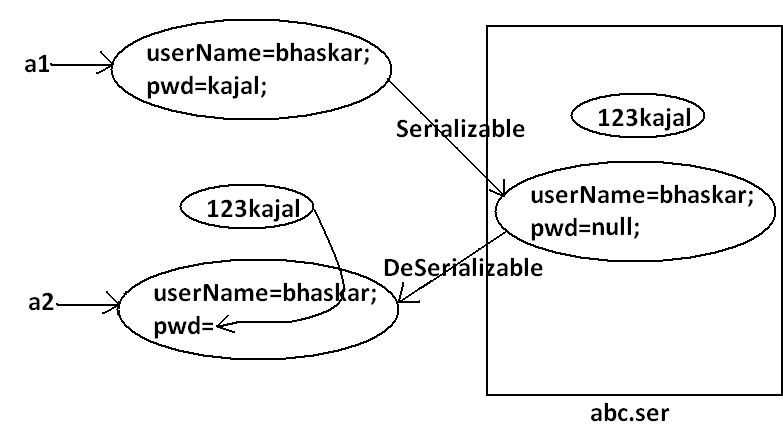 a1
userName=bhaskar;
pwd=kajal;
Serializable
123kajal
userName=bhaskar;
pwd=null;
123kajal
DeSerializable
a2
userName=bhaskar;
pwd=
abc.ser